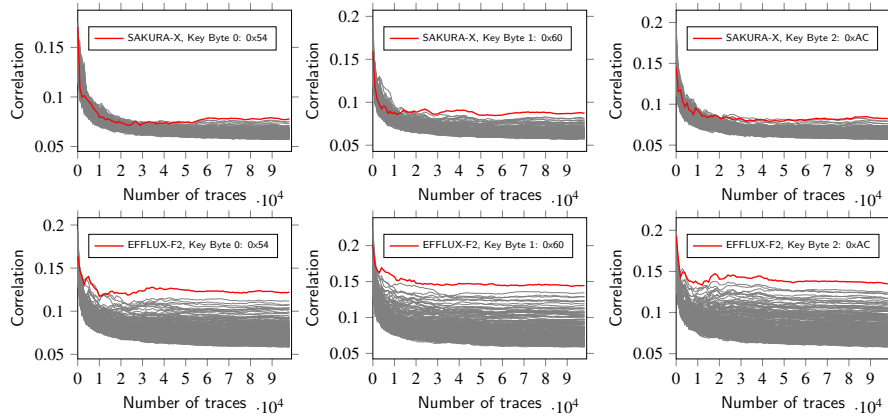 0.15
0.1
0.05
Correlation
SAKURA-X, Key Byte 0: 0x54
0 1 2 3 4 5 6 7 8 9
Number of traces ·10^4
0.2
0.15
0.1
0.05
Correlation
SAKURA-X, Key Byte 1: 0x60
0 1 2 3 4 5 6 7 8 9
Number of traces ·10^4
0.2
0.15
0.1
0.05
Correlation
SAKURA-X, Key Byte 2: 0xAC
0 1 2 3 4 5 6 7 8 9
Number of traces ·10^4
0.2
0.15
0.1
0.05
Correlation
EFFLUX-F2, Key Byte 0: 0x54
0 1 2 3 4 5 6 7 8 9
Number of traces ·10^4
0.2
0.15
0.1
0.05
Correlation
EFFLUX-F2, Key Byte 1: 0x60
0 1 2 3 4 5 6 7 8 9
Number of traces ·10^4
0.2
0.15
0.1
0.05
Correlation
EFFLUX-F2, Key Byte 2: 0xAC
0 1 2 3 4 5 6 7 8 9
Number of traces ·10^4